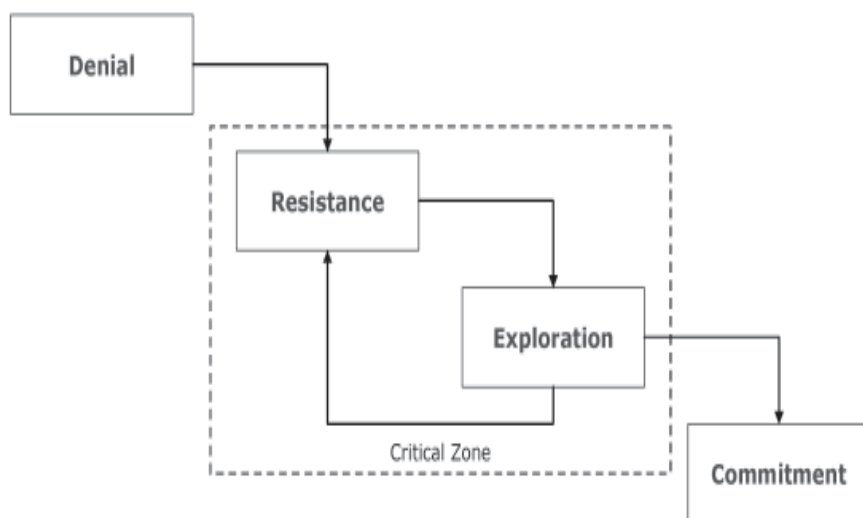 Denial
Resistance
Exploration
Critical Zone
Commitment